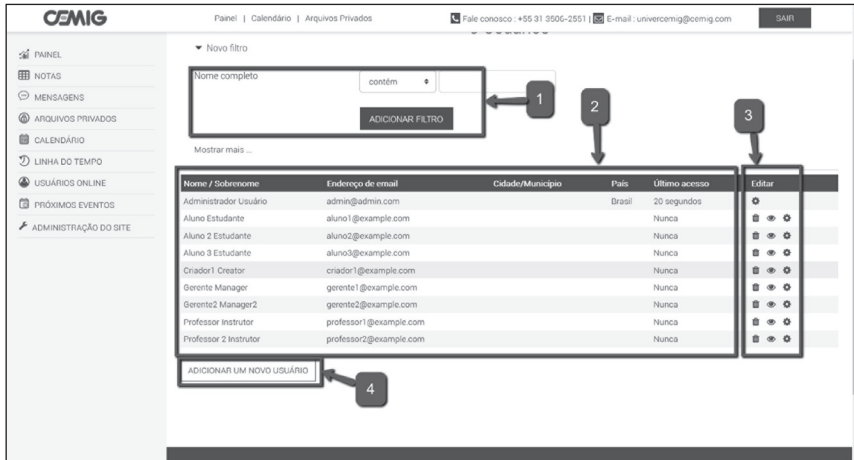 CEMIG
Painel | Calendário | Arquivos Privados
Fale conosco : +55 31 3506-2551 | E-mail : univercemig@cemig.com
SAIR
PAINEL
NOTAS
MENSAGENS
ARQUIVOS PRIVADOS
CALENDÁRIO
LINHA DO TEMPO
USUÁRIOS ONLINE
PRÓXIMOS EVENTOS
ADMINISTRAÇÃO DO SITE
9 Usuários
Novo filtro
Nome completo
contém
ADICIONAR FILTRO
Mostrar mais ...
1
2
3
Nome / Sobrenome Endereço de email Cidade/Município País Último acesso Editar
Administrador Usuário admin@admin.com Brasil 20 segundos
Aluno Estudante aluno1@example.com Nunca
Aluno 2 Estudante aluno2@example.com Nunca
Aluno 3 Estudante aluno3@example.com Nunca
Criador1 Creator criador1@example.com Nunca
Gerente Manager gerente1@example.com Nunca
Gerente2 Manager2 gerente2@example.com Nunca
Professor Instrutor professor1@example.com Nunca
Professor 2 Instrutor professor2@example.com Nunca
ADICIONAR UM NOVO USUÁRIO
4